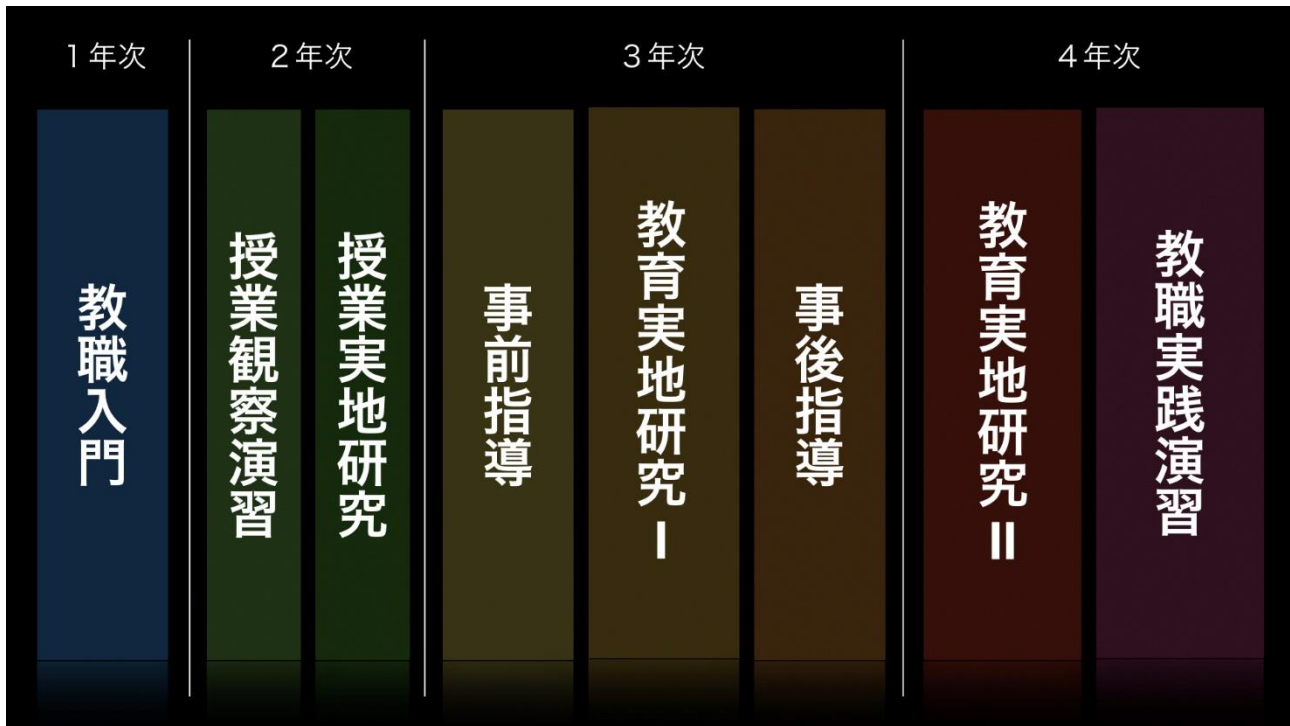 1年次
教職入門
2年次
授業観察演習
授業実地研究
3年次
事前指導
教育実地研究Ⅰ
事後指導
4年次
教育実地研究Ⅱ
教職実践演習